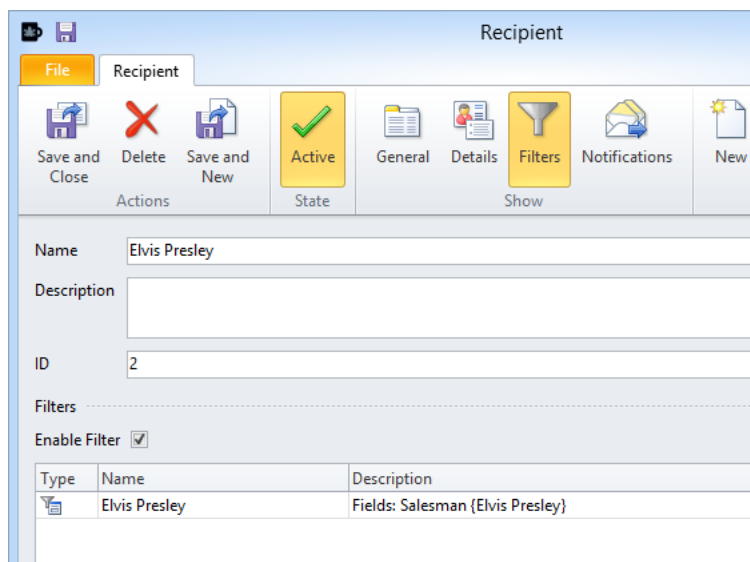 Recipient
File Recipient
Save and Close Delete Save and New Active General Details Filters Notifications New
Actions State Show
Name Elvis Presley
Description
ID 2
Filters
Enable Filter
Type Name Description
Elvis Presley Fields: Salesman {Elvis Presley}